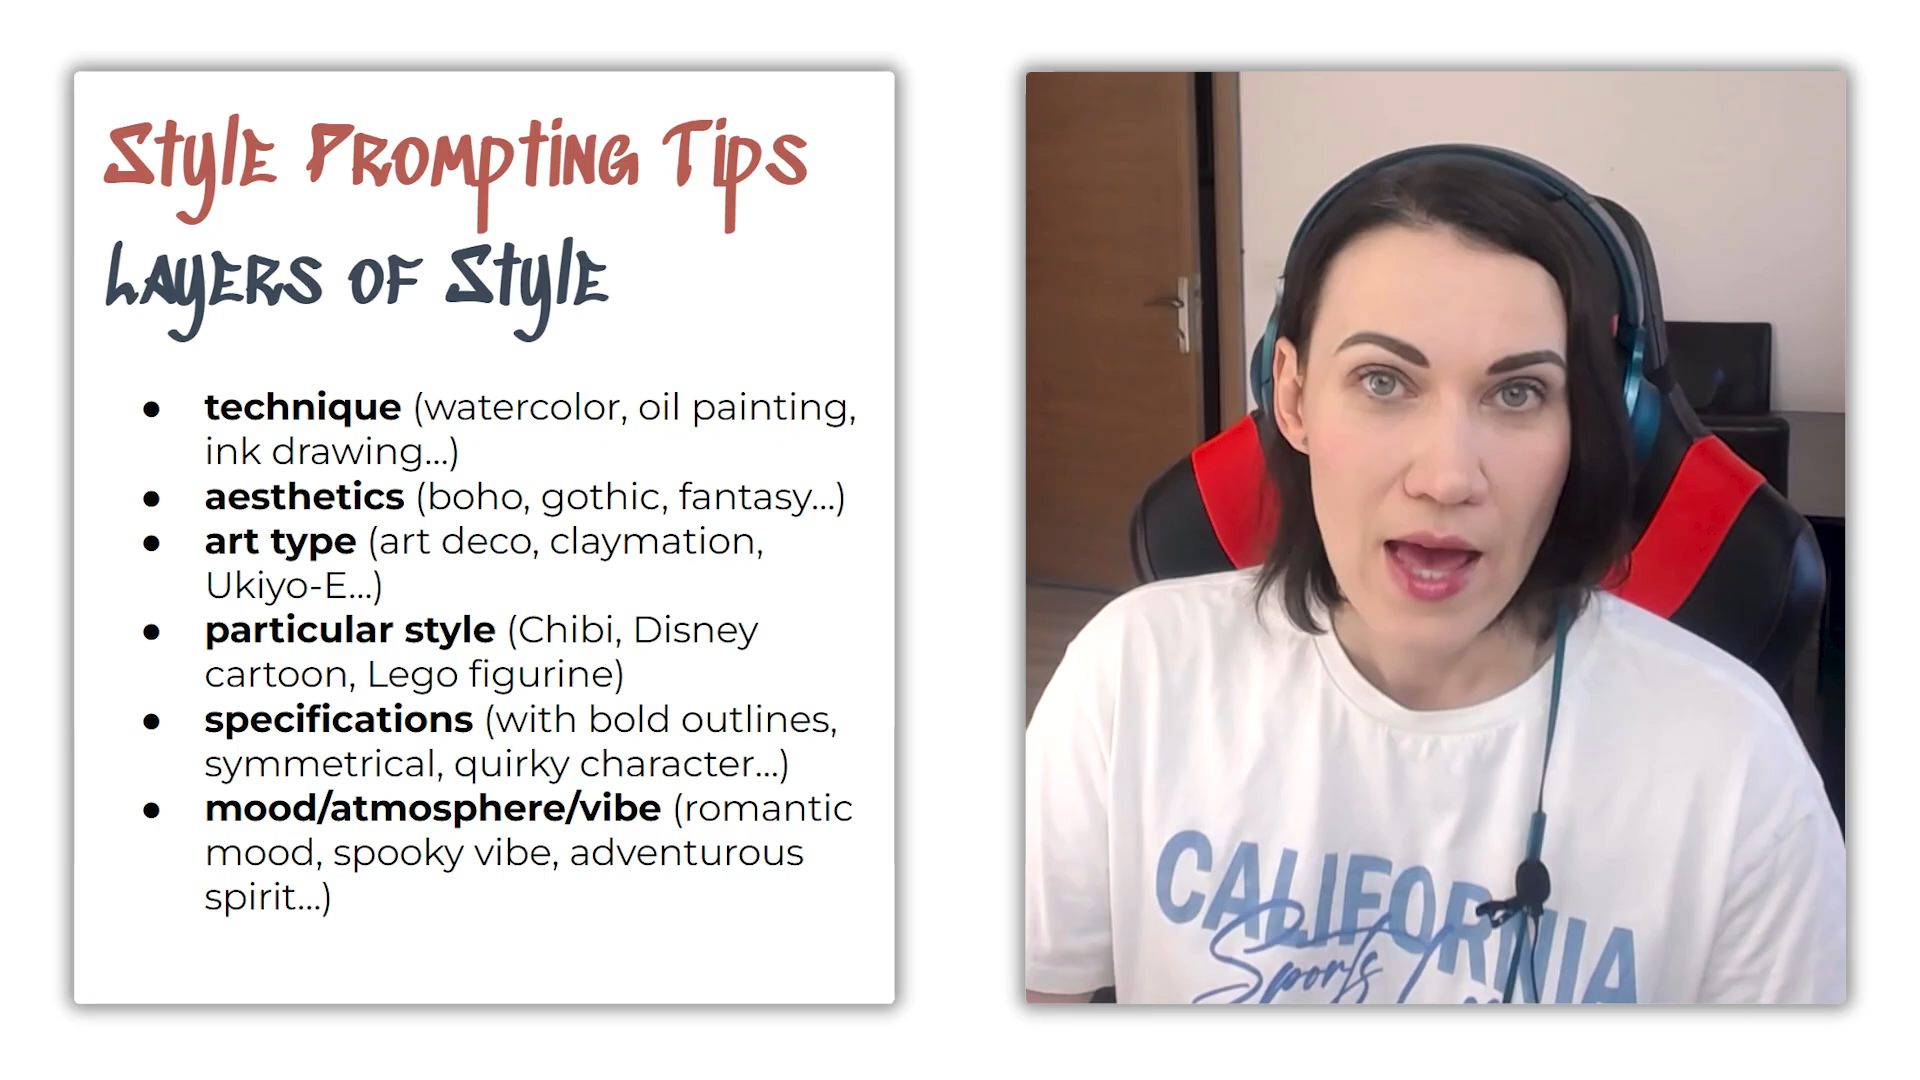 Style Prompting Tips
Layers of Style
● technique (watercolor, oil painting,
ink drawing...)
● aesthetics (boho, gothic, fantasy...)
● art type (art deco, claymation,
Ukiyo-E...)
● particular style (Chibi, Disney
cartoon, Lego figurine)
● specifications (with bold outlines,
symmetrical, quirky character...)
● mood/atmosphere/vibe (romantic
mood, spooky vibe, adventurous
spirit...)
CALIFORNIA
Sports